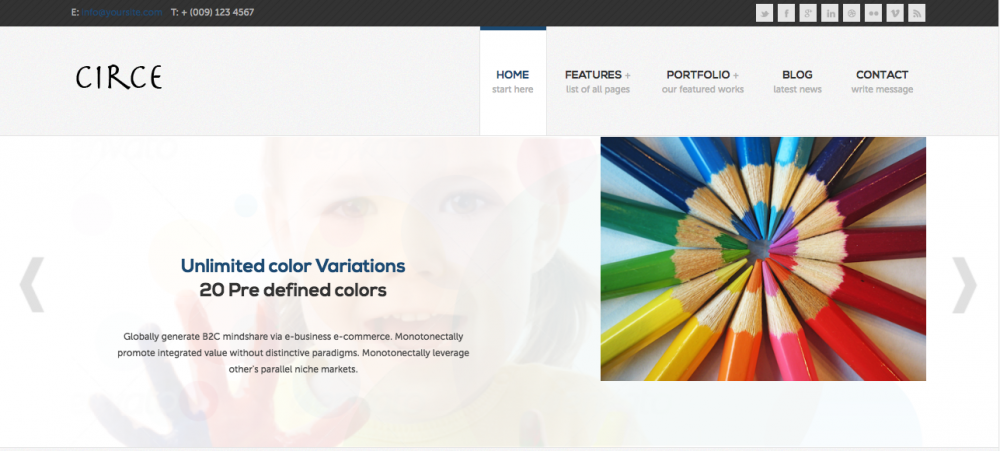 E: info@yoursite.com T: + (009) 123 4567
CIRCE
HOME
start here
FEATURES +
list of all pages
PORTFOLIO +
our featured works
BLOG
latest news
CONTACT
write message
Unlimited color Variations
20 Pre defined colors
Globally generate B2C mindshare via e-business e-commerce. Monotonectally
promote integrated value without distinctive paradigms. Monotonectally leverage
other's parallel niche markets.